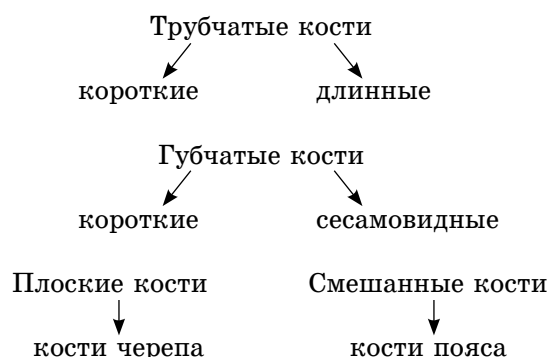 Трубчатые кости
короткие длинные
Губчатые кости
короткие сесамовидные
Плоские кости Смешанные кости
кости черепа кости пояса